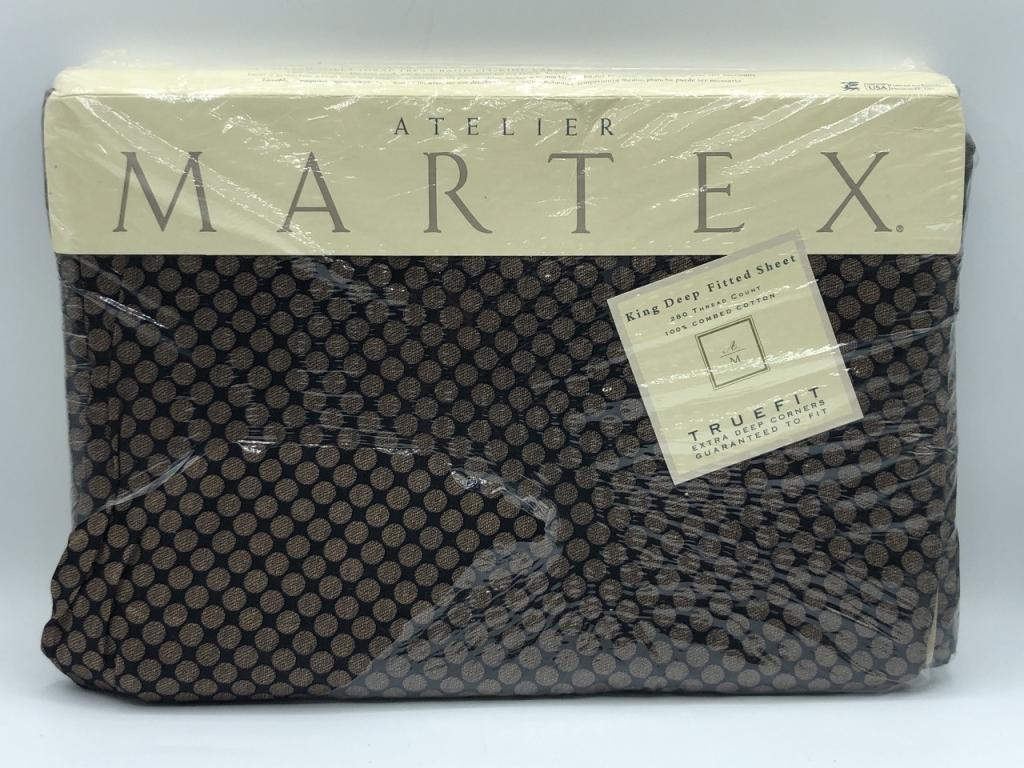 USA
ATELIER
MARTEX®
King Deep Fitted Sheet
280 THREAD COUNT
100% COMBED COTTON
A
M
TRUEFIT
EXTRA DEEP CORNERS
GUARANTEED TO FIT